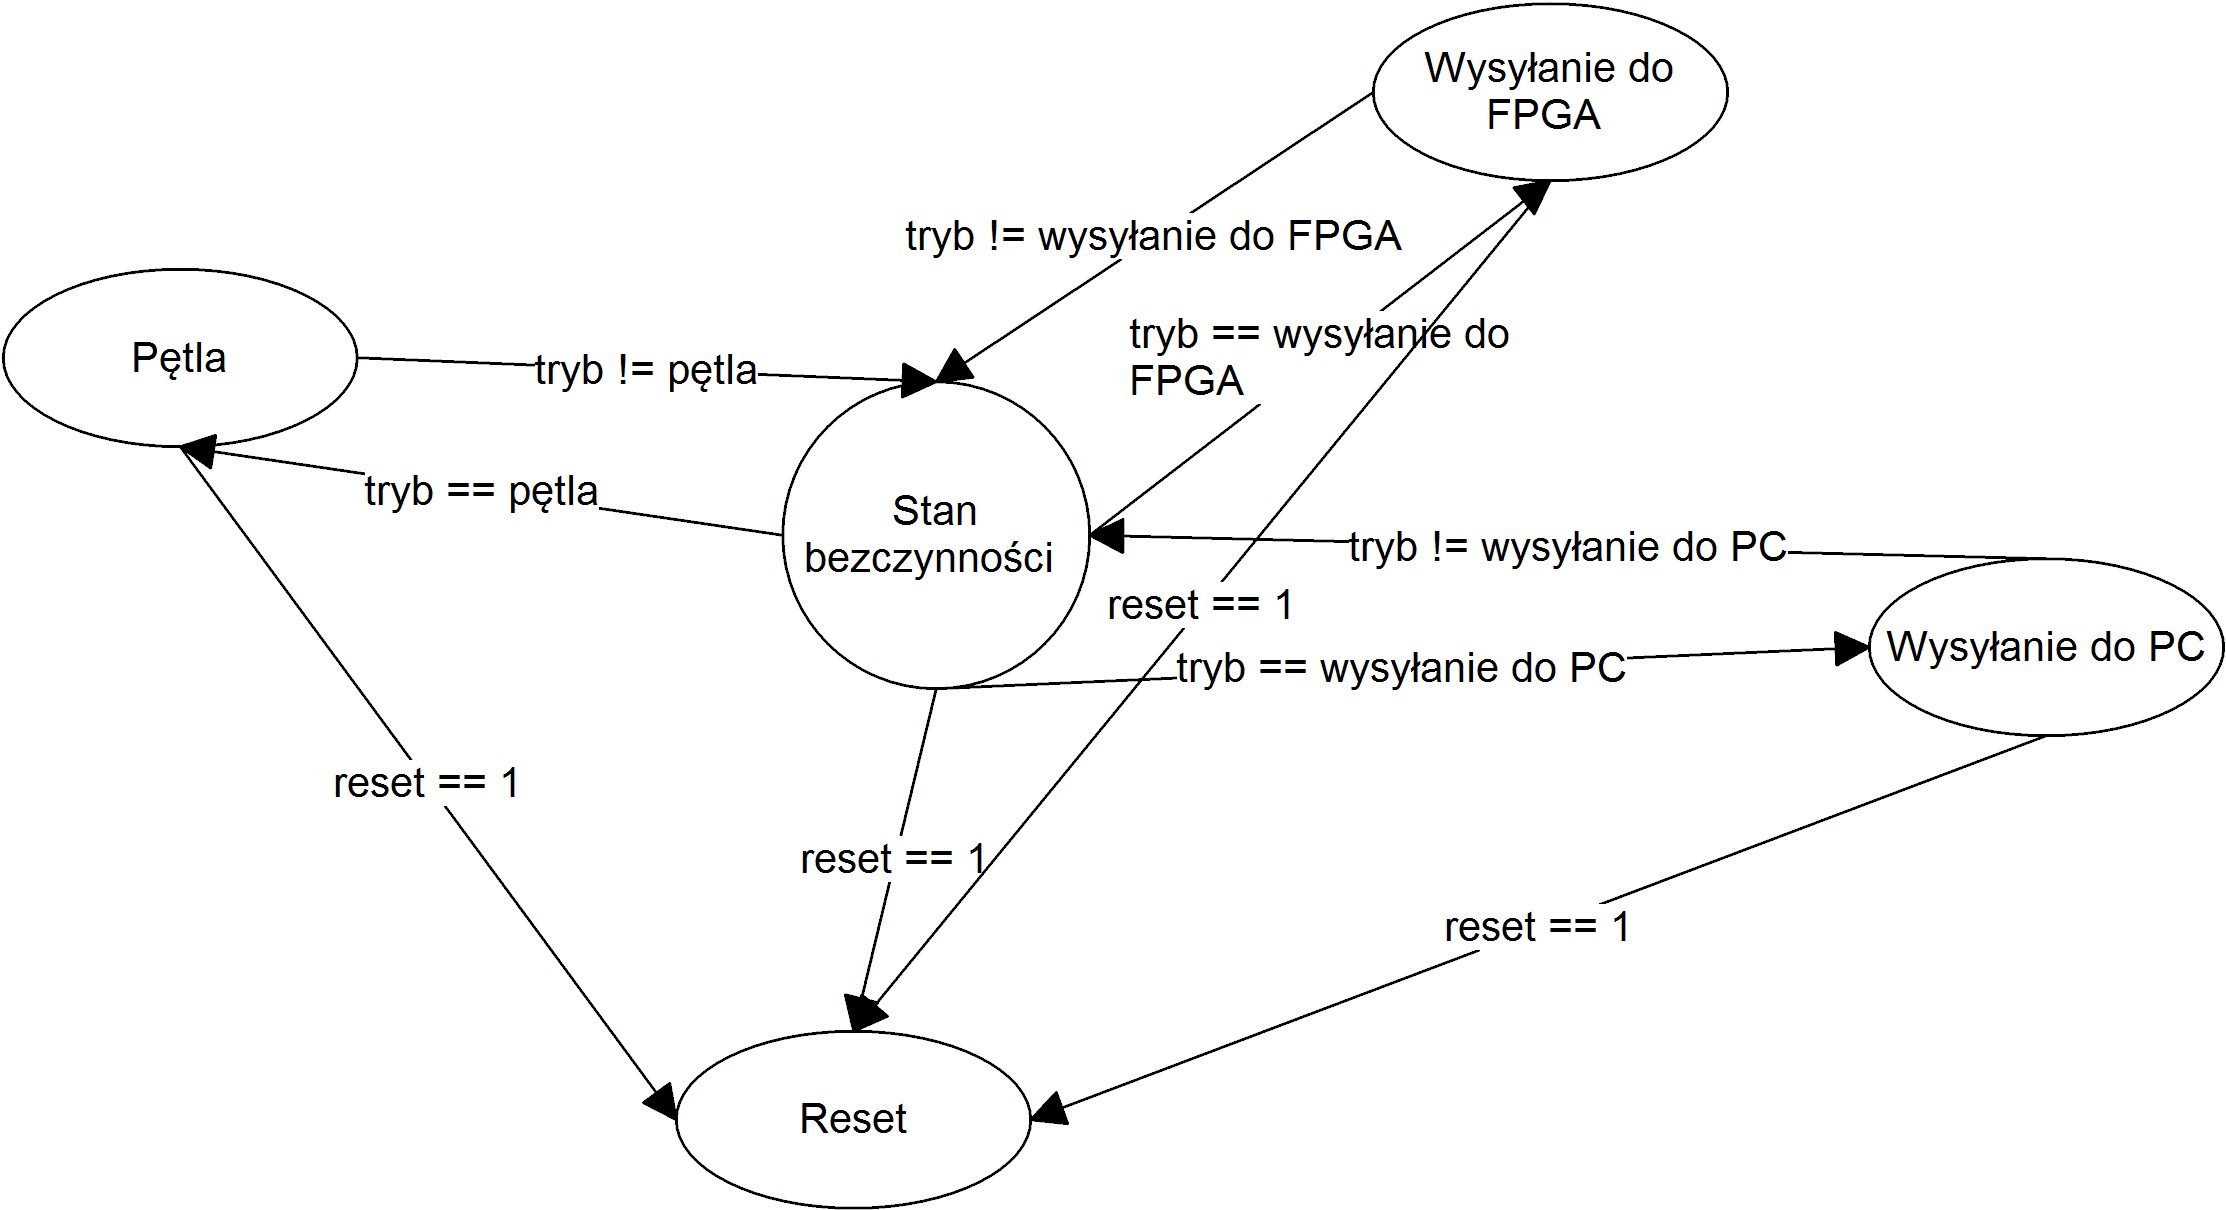 Wysyłanie do
FPGA
tryb != wysyłanie do FPGA
tryb == wysyłanie do
FPGA
Pętla
tryb != pętla
tryb == pętla
Stan
bezczynności
tryb != wysyłanie do PC
reset == 1
tryb == wysyłanie do PC
Wysyłanie do PC
reset == 1
reset == 1
reset == 1
Reset